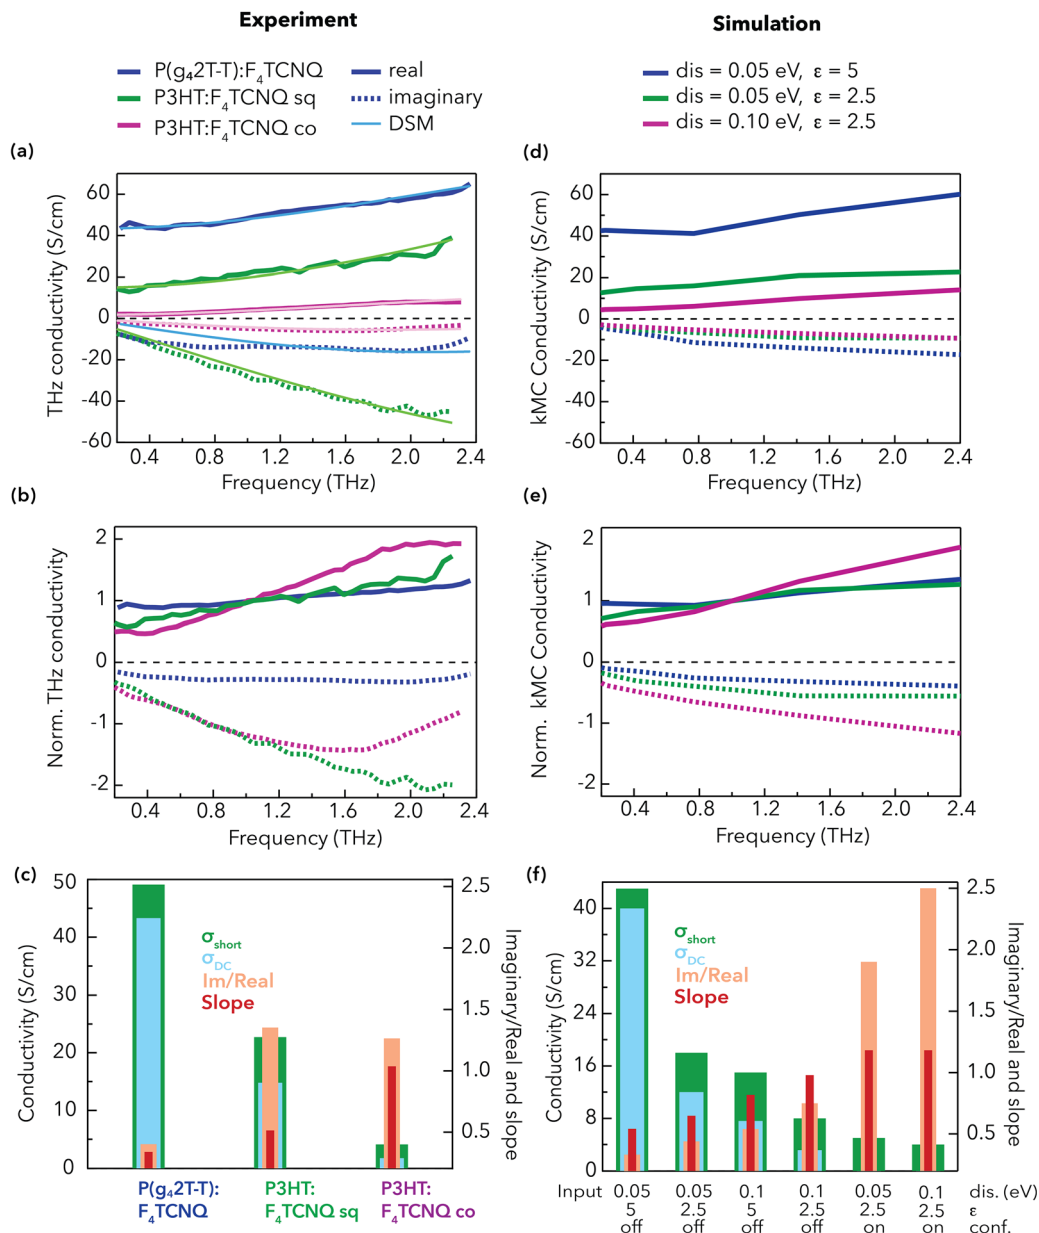 Experiment
Simulation
P(g₄2T-T):F₄TCNQ
real
P3HT:F₄TCNQ sq
imaginary
P3HT:F₄TCNQ co
DSM
dis = 0.05 eV, ε = 5
dis = 0.05 eV, ε = 2.5
dis = 0.10 eV, ε = 2.5
(a)
THz conductivity (S/cm)
60
40
20
0
-20
-40
-60
0.4 0.8 1.2 1.6 2.0 2.4
Frequency (THz)
(d)
kMC Conductivity (S/cm)
60
40
20
0
-20
-40
-60
0.4 0.8 1.2 1.6 2.0 2.4
Frequency (THz)
(b)
Norm. THz conductivity
2
1
0
-1
-2
0.4 0.8 1.2 1.6 2.0 2.4
Frequency (THz)
(e)
Norm. kMC Conductivity
2
1
0
-1
-2
0.4 0.8 1.2 1.6 2.0 2.4
Frequency (THz)
(c)
Conductivity (S/cm)
50
40
30
20
10
0
σshort
σDC
Im/Real
Slope
2.5
2.0
1.5
1.0
0.5
Imaginary/Real and slope
P(g₄2T-T):
F₄TCNQ
P3HT:
F₄TCNQ sq
P3HT:
F₄TCNQ co
(f)
Conductivity (S/cm)
40
32
24
16
8
0
σshort
σDC
Im/Real
Slope
2.5
2.0
1.5
1.0
0.5
Imaginary/Real and slope
Input 0.05 0.05 0.1 0.1 0.05 0.1 dis. (eV)
5 2.5 5 2.5 2.5 2.5 ε
off off off off on on conf.